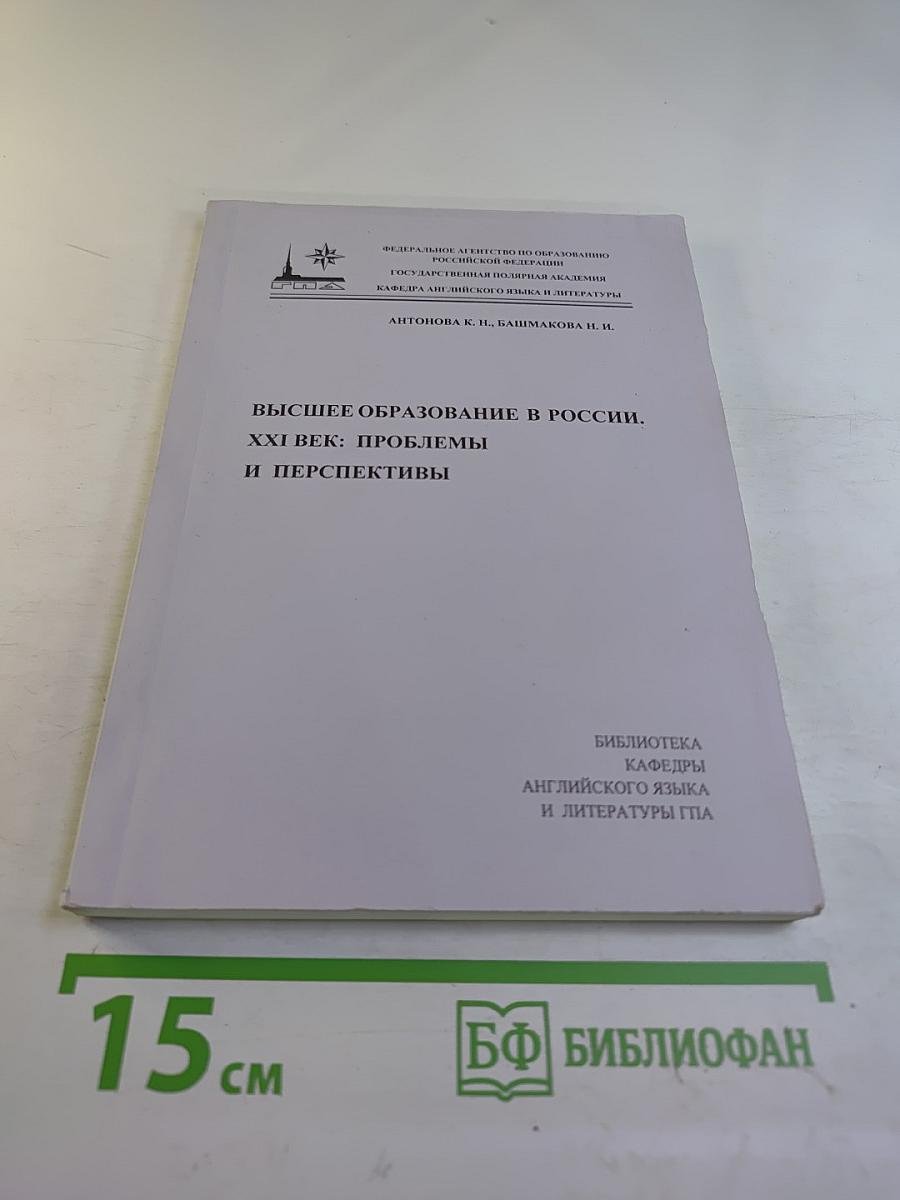 ФЕДЕРАЛЬНОЕ АГЕНТСТВО ПО ОБРАЗОВАНИЮ
РОССИЙСКОЙ ФЕДЕРАЦИИ
ГОСУДАРСТВЕННАЯ ПОЛЯРНАЯ АКАДЕМИЯ
КАФЕДРА АНГЛИЙСКОГО ЯЗЫКА И ЛИТЕРАТУРЫ
ГПА
АНТОНОВА К. Н., БАШМАКОВА Н. И.
ВЫСШЕЕ ОБРАЗОВАНИЕ В РОССИИ.
XXI ВЕК: ПРОБЛЕМЫ
И ПЕРСПЕКТИВЫ
БИБЛИОТЕКА
КАФЕДРЫ
АНГЛИЙСКОГО ЯЗЫКА
И ЛИТЕРАТУРЫ ГПА
15 см
БФ БИБЛИОФАН